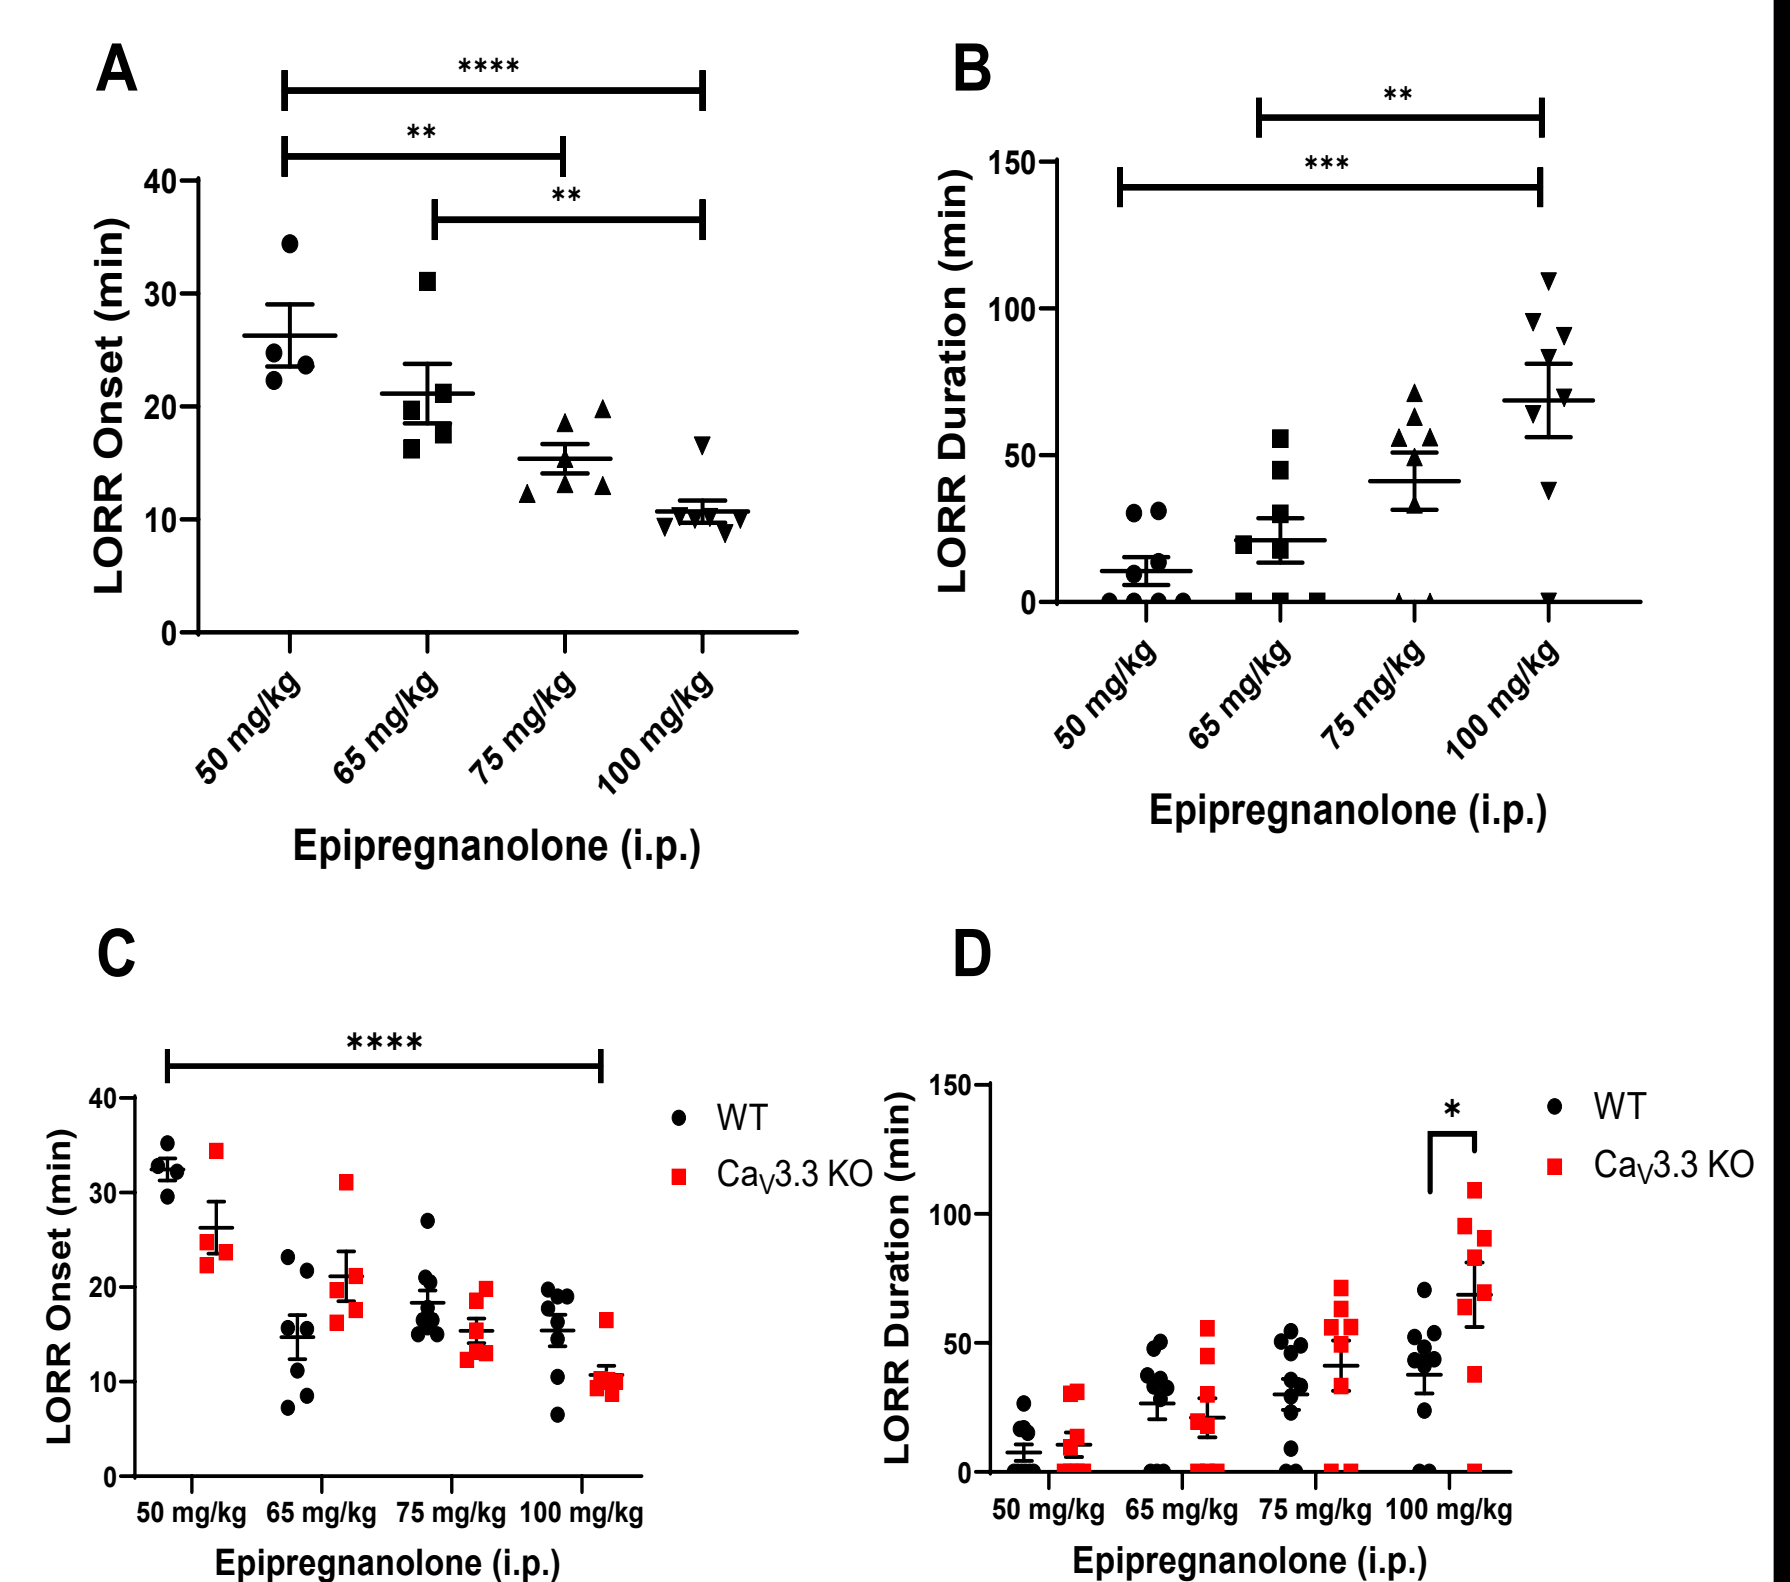 A
****
**
**
40
30
20
10
0
LORR Onset (min)
50 mg/kg
65 mg/kg
75 mg/kg
100 mg/kg
Epipregnanolone (i.p.)
B
**
***
150
100
50
0
LORR Duration (min)
50 mg/kg
65 mg/kg
75 mg/kg
100 mg/kg
Epipregnanolone (i.p.)
C
****
40
30
20
10
0
LORR Onset (min)
50 mg/kg
65 mg/kg
75 mg/kg
100 mg/kg
Epipregnanolone (i.p.)
WT
CaV3.3 KO
D
*
150
100
50
0
LORR Duration (min)
50 mg/kg
65 mg/kg
75 mg/kg
100 mg/kg
Epipregnanolone (i.p.)
WT
CaV3.3 KO